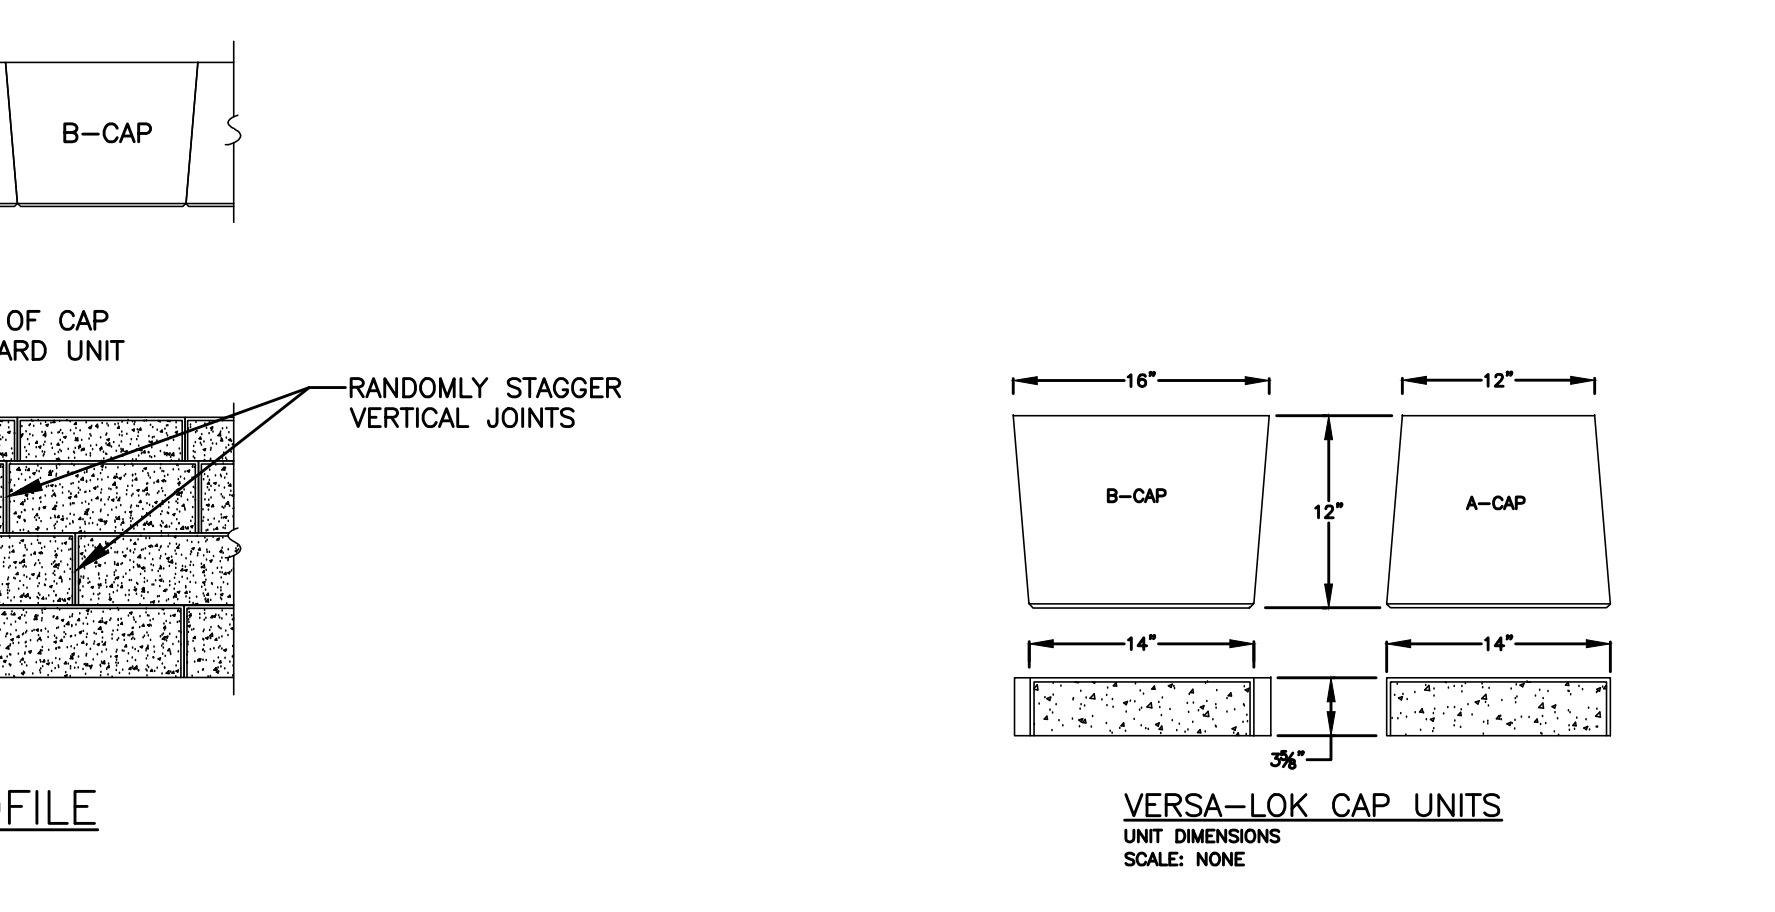 B-CAP
OF CAP
ARD UNIT
RANDOMLY STAGGER
VERTICAL JOINTS
FILE
16"
12"
B-CAP
A-CAP
12"
14"
14"
3⅝"
VERSA-LOK CAP UNITS
UNIT DIMENSIONS
SCALE: NONE